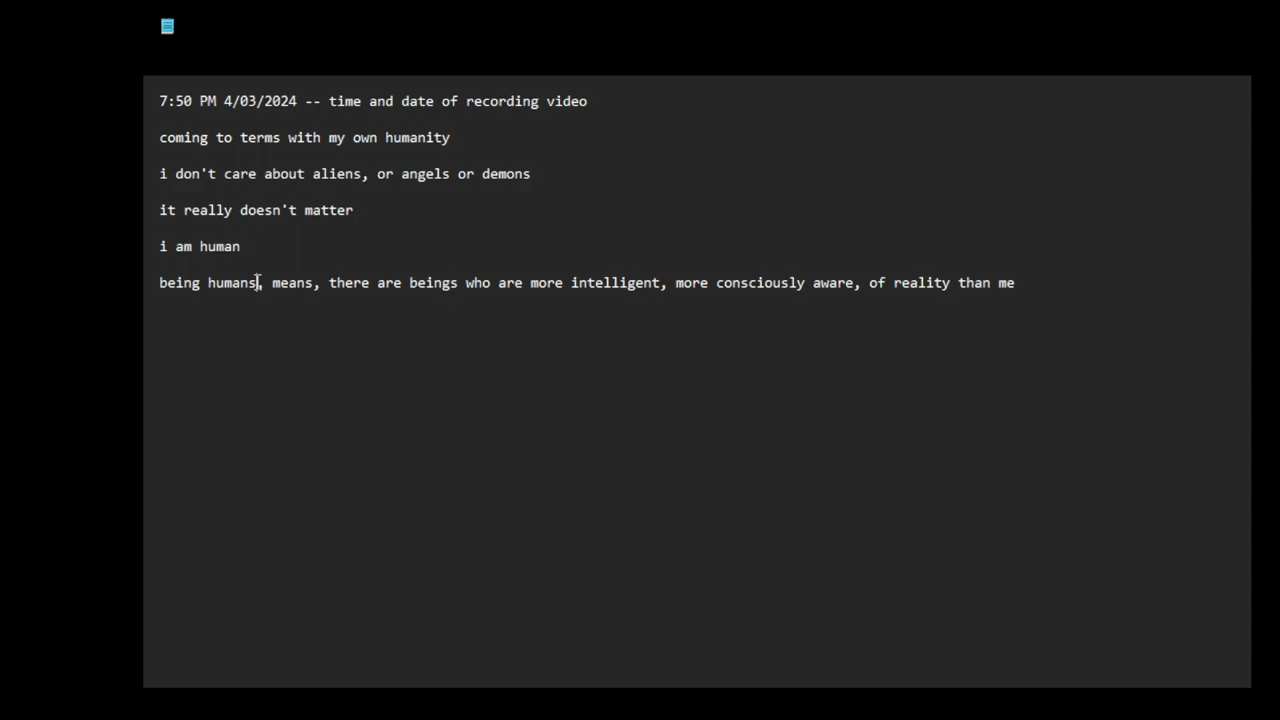 7:50 PM 4/03/2024 -- time and date of recording video
coming to terms with my own humanity
i don't care about aliens, or angels or demons
it really doesn't matter
i am human
being humans, means, there are beings who are more intelligent, more consciously aware, of reality than me